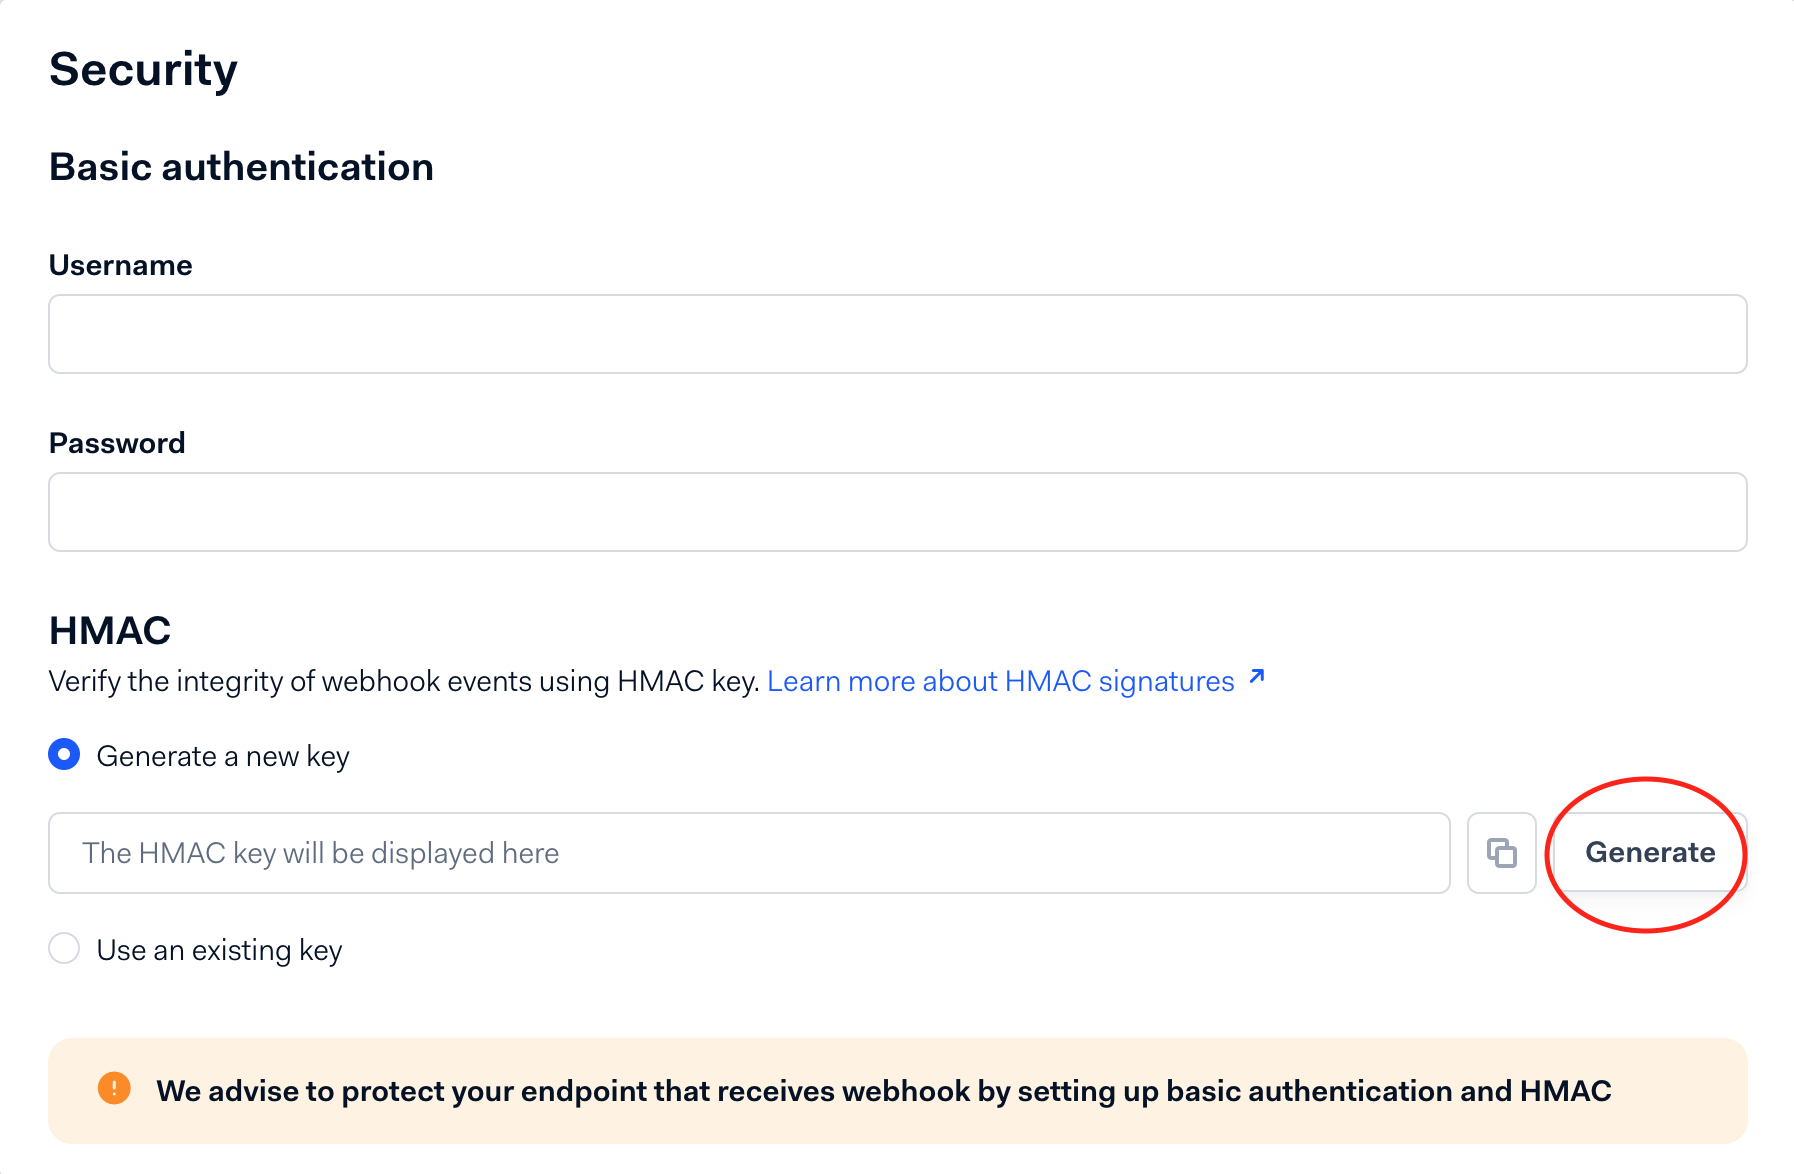 Security
Basic authentication
Username
Password
HMAC
Verify the integrity of webhook events using HMAC key. Learn more about HMAC signatures ↗
Generate a new key
The HMAC key will be displayed here
Generate
Use an existing key
We advise to protect your endpoint that receives webhook by setting up basic authentication and HMAC